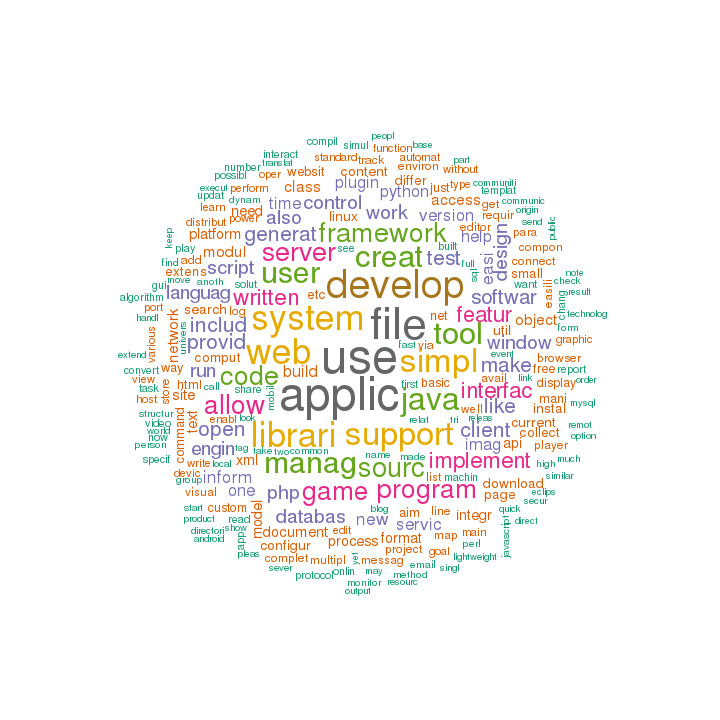 peopl
compil simul function base
interact standard track automat part
translat environ without
number oper websit content differ just type communiti
possibl class plugin python templat
execut perform access get communic
updat dynam time control version requir origin
learn power need also linux work editor send
distribut framework help para public
keep platform generat server see built test easi design compon
play modul creat full sql connect
find add script user small want note
move extens anoth solut develop softwar easili chang check result
gui languag written etc featur object technolog
algorithm port search log system file net util form
handl includ fast via window
various network univers provid web use simpl event make browser
extend way comput build free report
convert run code first basic avail link display order
view task store html call share mobil applic java like mani mysql
host site allow interfac well instal
structur text enabl look relat tri releas current remot
video command open librari support client api collect option
world now tag take two common imag player
person engin manag sourc implement high much
specif xml name made similar
devic inform list machin download eclips
group write local one php game program page secur
visual custom blog quick
start model databas new aim line integr javascript direct
product read servic
directori show app document edit map main
android configur process format perl
pleas project goal
complet multipl yet messag email lightweight
sever protocol onlin may method singl
monitor resourc
output